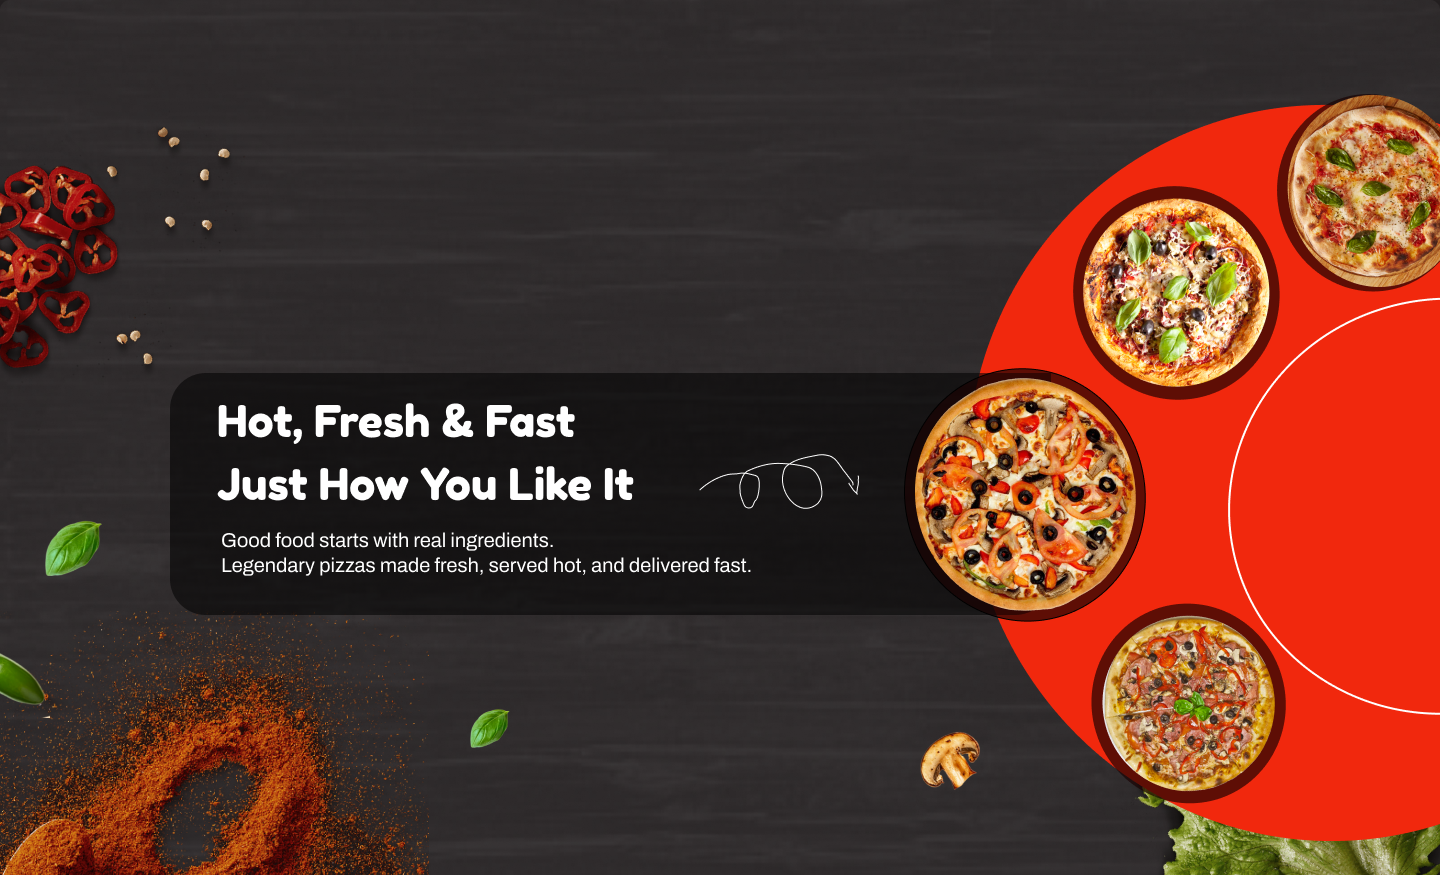 Hot, Fresh & Fast
Just How You Like It
Good food starts with real ingredients.
Legendary pizzas made fresh, served hot, and delivered fast.